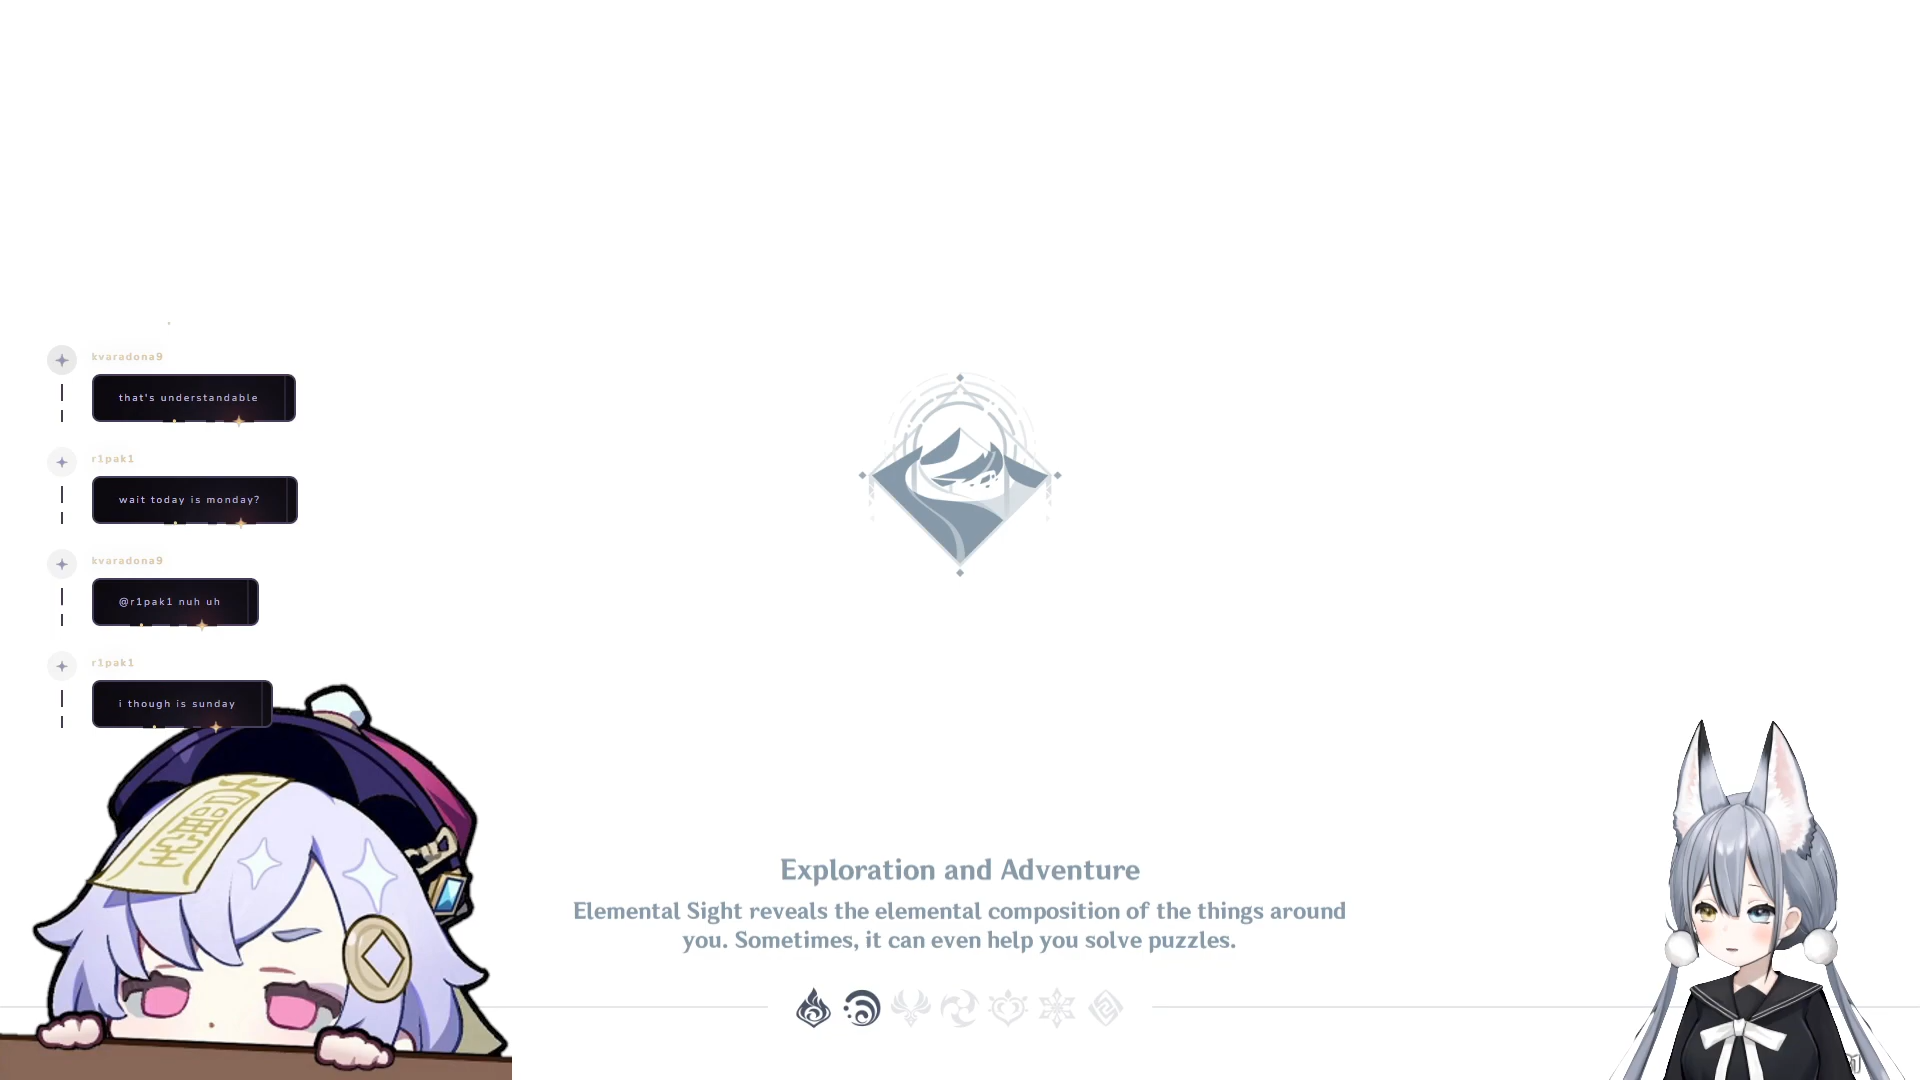 kvaradona9
that's understandable
r1pak1
wait today is monday?
kvaradona9
@r1pak1 nuh uh
r1pak1
i though is sunday
Exploration and Adventure
Elemental Sight reveals the elemental composition of the things around
you. Sometimes, it can even help you solve puzzles.